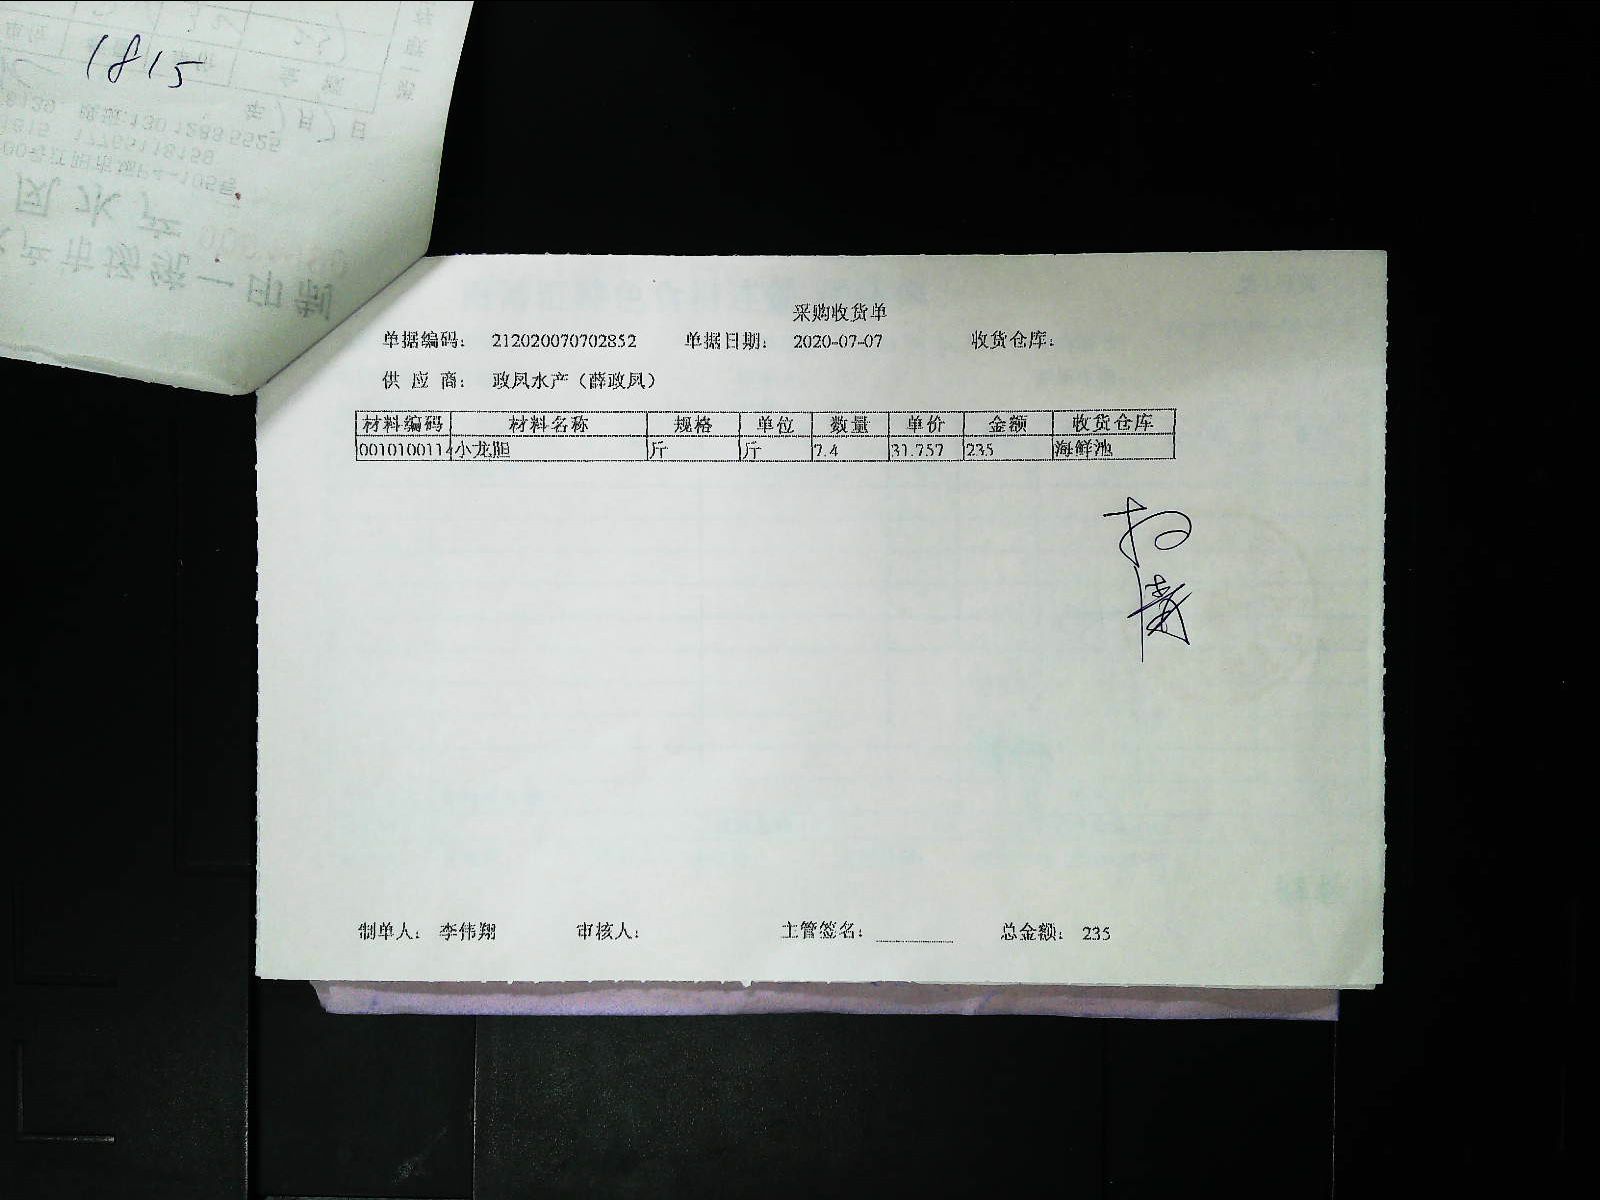 1815
采购收货单
单据编码： 212020070702852 单据日期： 2020-07-07 收货仓库：
供 应 商： 政凤水产（薛政凤）
材料编码 材料名称 规格 单位 数量 单价 金额 收货仓库
0010100114 小龙胆 斤 斤 7.4 31.757 235 海鲜池
制单人： 李伟翔 审核人： 主管签名： 总金额： 235